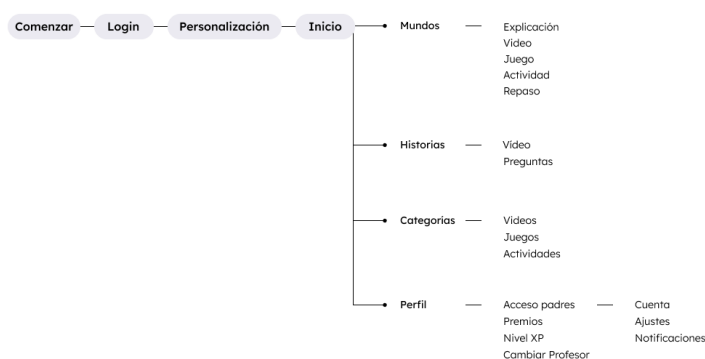 Comenzar Login Personalización Inicio Mundos Explicación
Video
Juego
Actividad
Repaso
Historias Vídeo
Preguntas
Categorias Videos
Juegos
Actividades
Perfil Acceso padres Cuenta
Premios Ajustes
Nivel XP Notificaciones
Cambiar Profesor